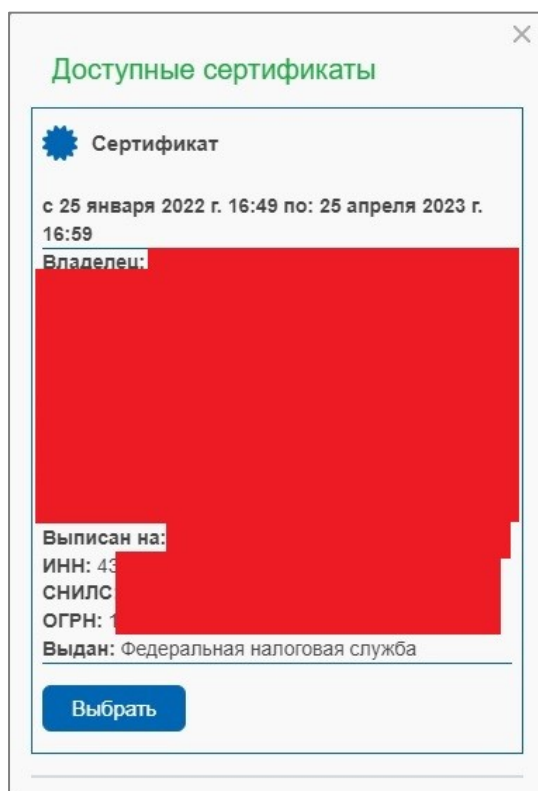 Доступные сертификаты
Сертификат
с 25 января 2022 г. 16:49 по: 25 апреля 2023 г.
16:59
Владелец:
Выписан на:
ИНН: 43
СНИЛС
ОГРН: 1
Выдан: Федеральная налоговая служба
Выбрать